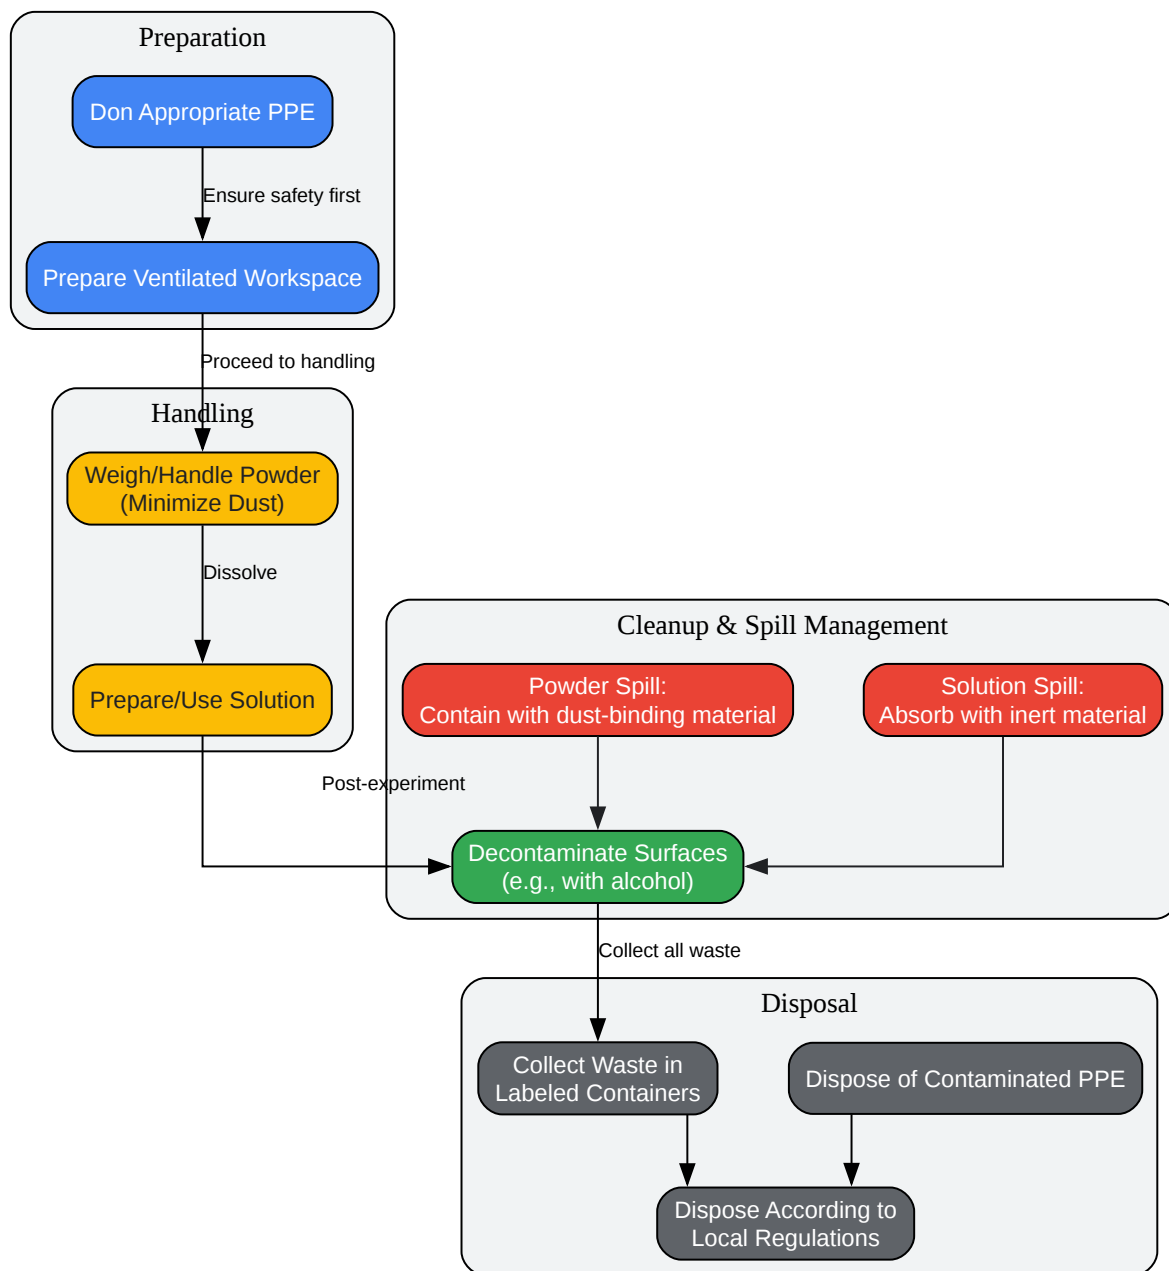 Preparation
Don Appropriate PPE
Ensure safety first
Prepare Ventilated Workspace
Proceed to handling
Handling
Weigh/Handle Powder
(Minimize Dust)
Dissolve
Prepare/Use Solution
Cleanup & Spill Management
Powder Spill:
Contain with dust-binding material
Solution Spill:
Absorb with inert material
Post-experiment
Decontaminate Surfaces
(e.g., with alcohol)
Collect all waste
Disposal
Collect Waste in
Labeled Containers
Dispose of Contaminated PPE
Dispose According to
Local Regulations